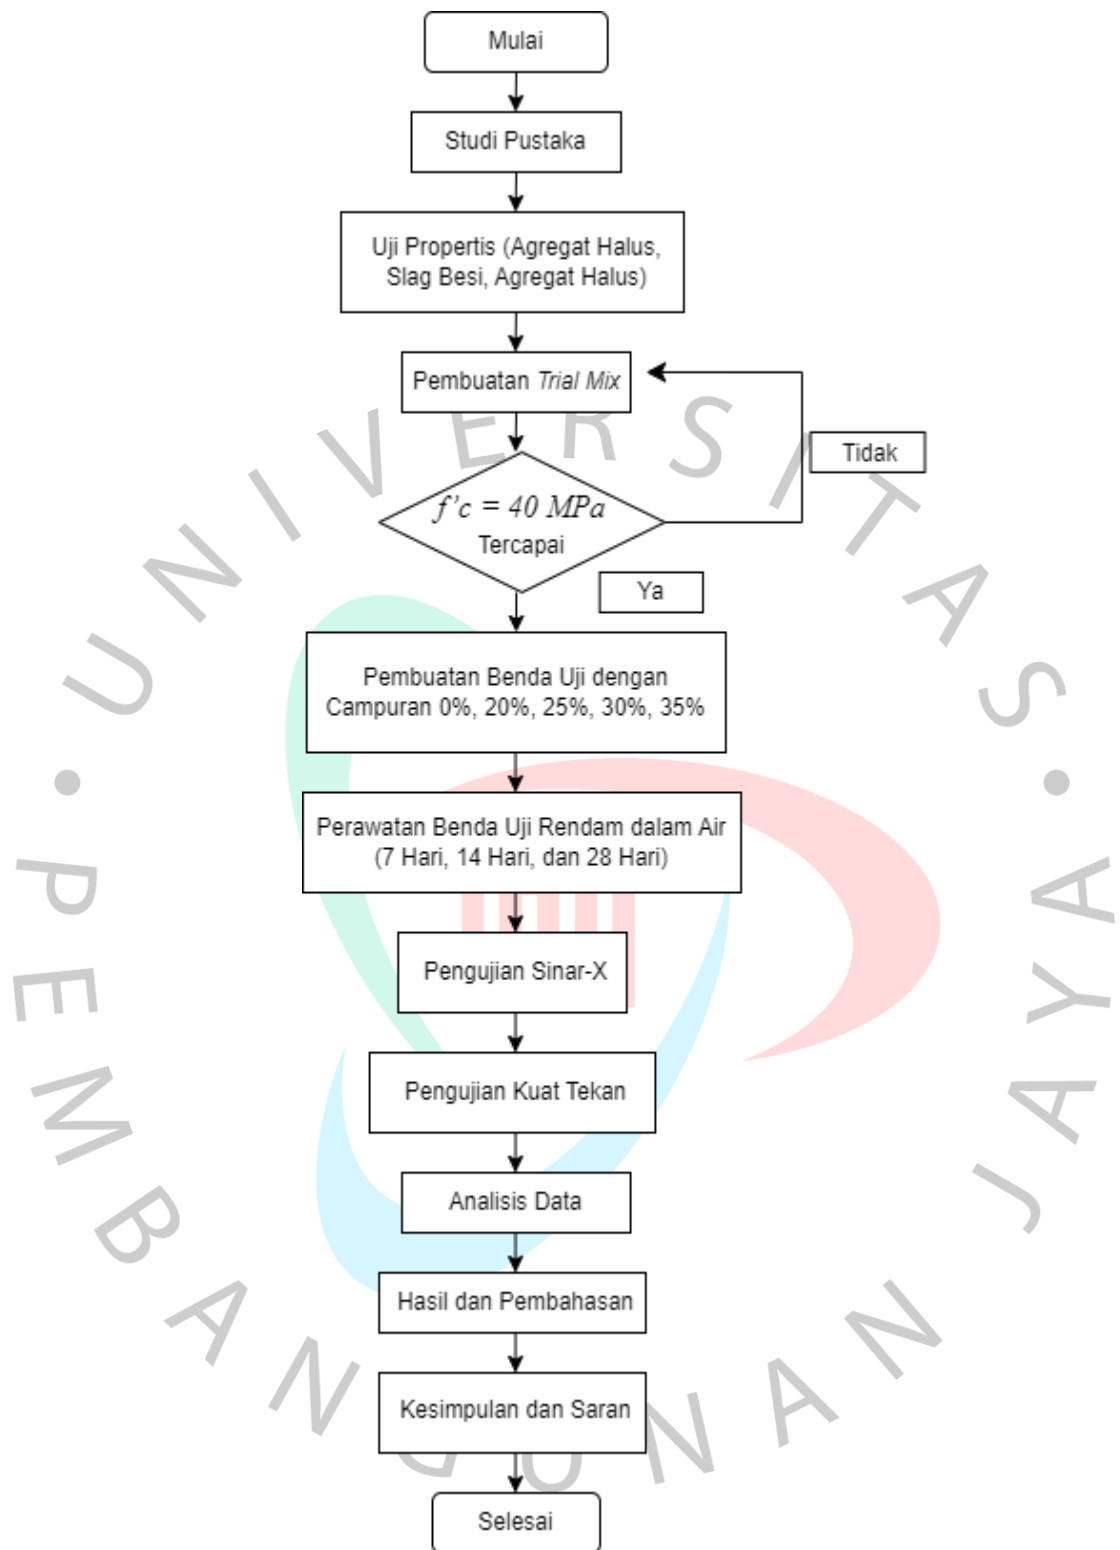 Mulai
Studi Pustaka
Uji Propertis (Agregat Halus,
Slag Besi, Agregat Halus)
Pembuatan Trial Mix
Tidak
f'c = 40 MPa
Tercapai
Ya
Pembuatan Benda Uji dengan
Campuran 0%, 20%, 25%, 30%, 35%
Perawatan Benda Uji Rendam dalam Air
(7 Hari, 14 Hari, dan 28 Hari)
Pengujian Sinar-X
Pengujian Kuat Tekan
Analisis Data
Hasil dan Pembahasan
Kesimpulan dan Saran
Selesai
• UNIVERSITAS •
PEMBANGUNAN JAYA